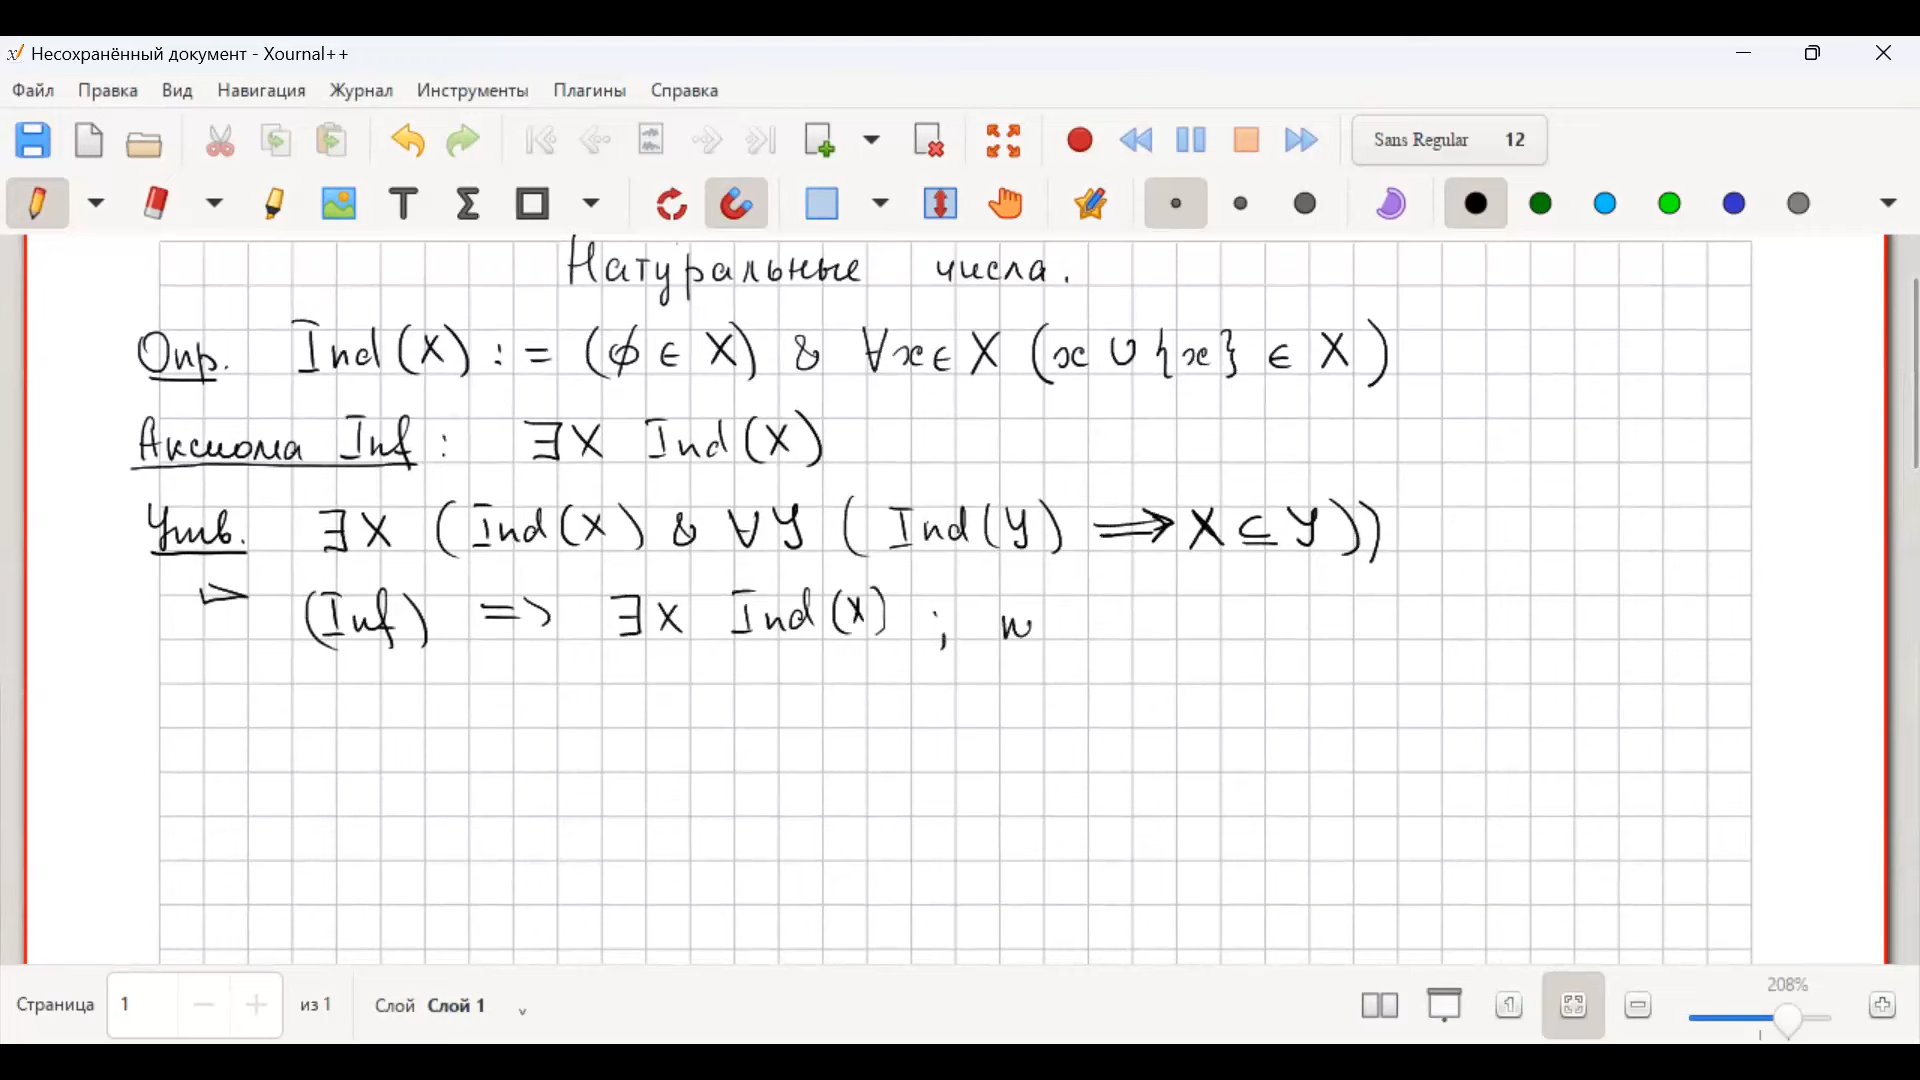 Несохранённый документ - Xournal++
Файл Правка Вид Навигация Журнал Инструменты Плагины Справка
Sans Regular 12
Натуральные числа.
Опр. Ind(X) := (∅ ∈ X) & ∀x∈X (x ∪ {x} ∈ X)
Аксиома Inf: ∃X Ind(X)
Утв. ∃X (Ind(X) & ∀Y (Ind(Y) ⟹ X ⊆ Y))
▷ (Inf) => ∃X Ind(X) ;
Страница 1 из 1 Слой Слой 1 208%